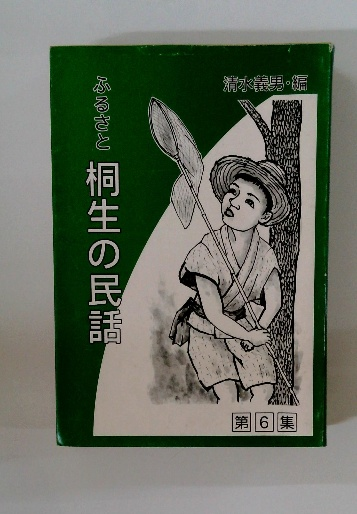 清水義男・編
ふるさと
桐生の民話
第6集